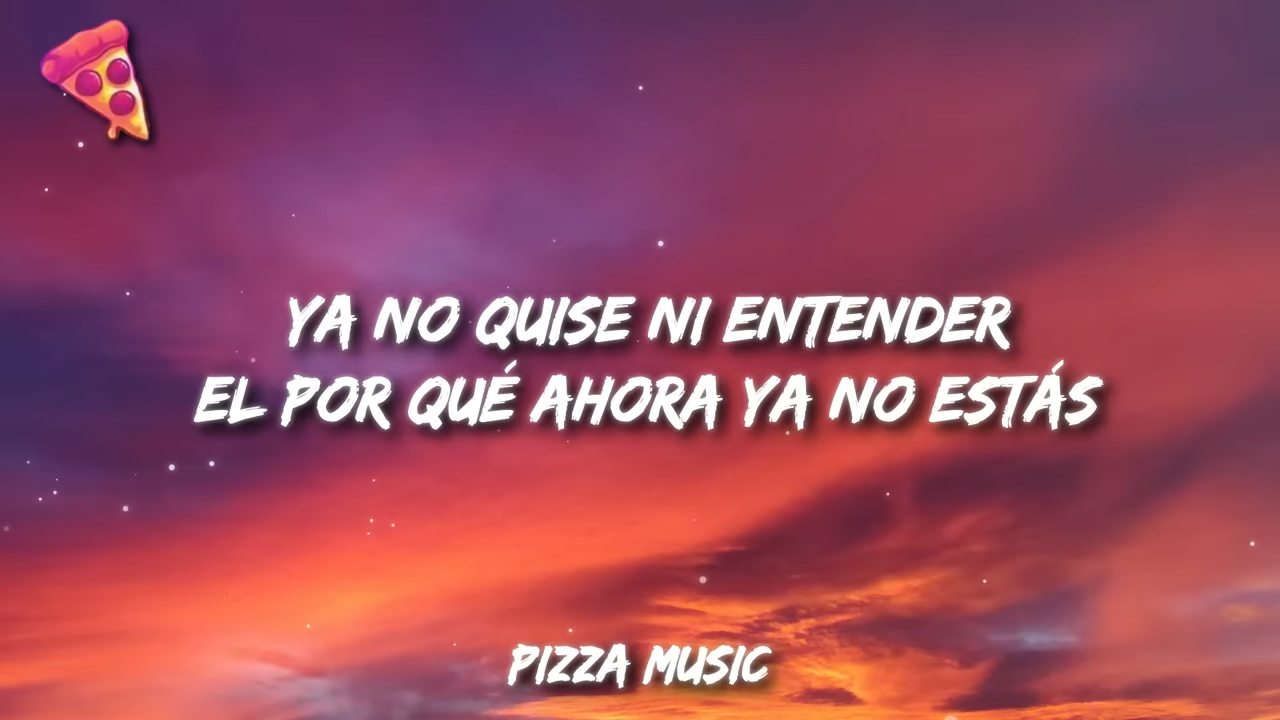 YA NO QUISE NI ENTENDER
EL POR QUÉ AHORA YA NO ESTÁS
PIZZA MUSIC